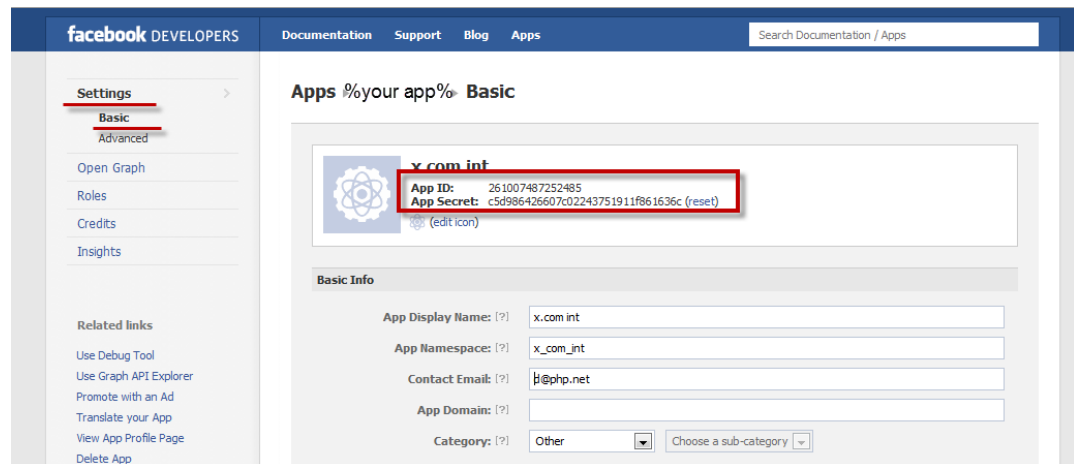 facebook DEVELOPERS Documentation Support Blog Apps Search Documentation / Apps
Settings
Basic
Advanced
Open Graph
Roles
Credits
Insights
Related links
Use Debug Tool
Use Graph API Explorer
Promote with an Ad
Translate your App
View App Profile Page
Delete App
Apps %your app% Basic
x com int
App ID: 261007487252485
App Secret: c5d986426607c02243751911f861636c (reset)
(edit icon)
Basic Info
App Display Name: [?] x.com int
App Namespace: [?] x_com_int
Contact Email: [?] d@php.net
App Domain: [?]
Category: [?] Other Choose a sub-category